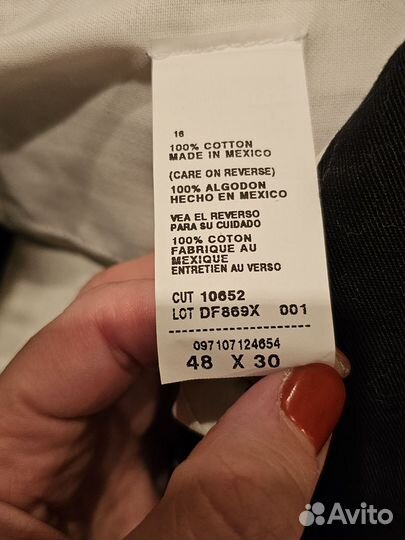 16
100% COTTON
MADE IN MEXICO
(CARE ON REVERSE)
100% ALGODON
HECHO EN MEXICO
VEA EL REVERSO
PARA SU CUIDADO
100% COTON
FABRIQUE AU
MEXIQUE
ENTRETIEN AU VERSO
CUT 10652
LOT DF869X 001
097107124654
48 X 30
Avito